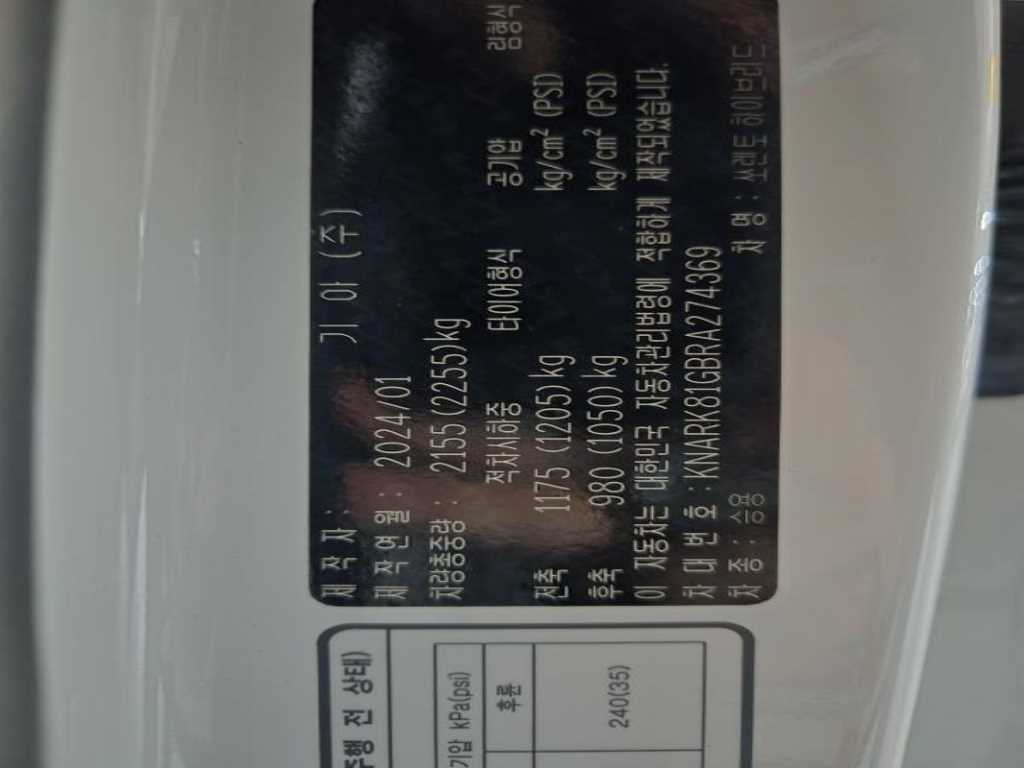 제 작 자 : 기 아 (주)
제 작 연 월 : 2024/01
차량총중량 : 2155(2255)kg
적차시하중 타이어형식 공기압 림형식
전축 1175 (1205)kg kg/cm² (PSI)
후축 980 (1050) kg kg/cm² (PSI)
이 자동차는 대한민국 자동차관리법령에 적합하게 제작되었습니다.
차 대 번 호 : KNARK81GBRA274369
차 종 : 승용 차 명 : 쏘렌토 하이브리드
주행 전 상태)
기압 kPa(psi)
후륜
240(35)